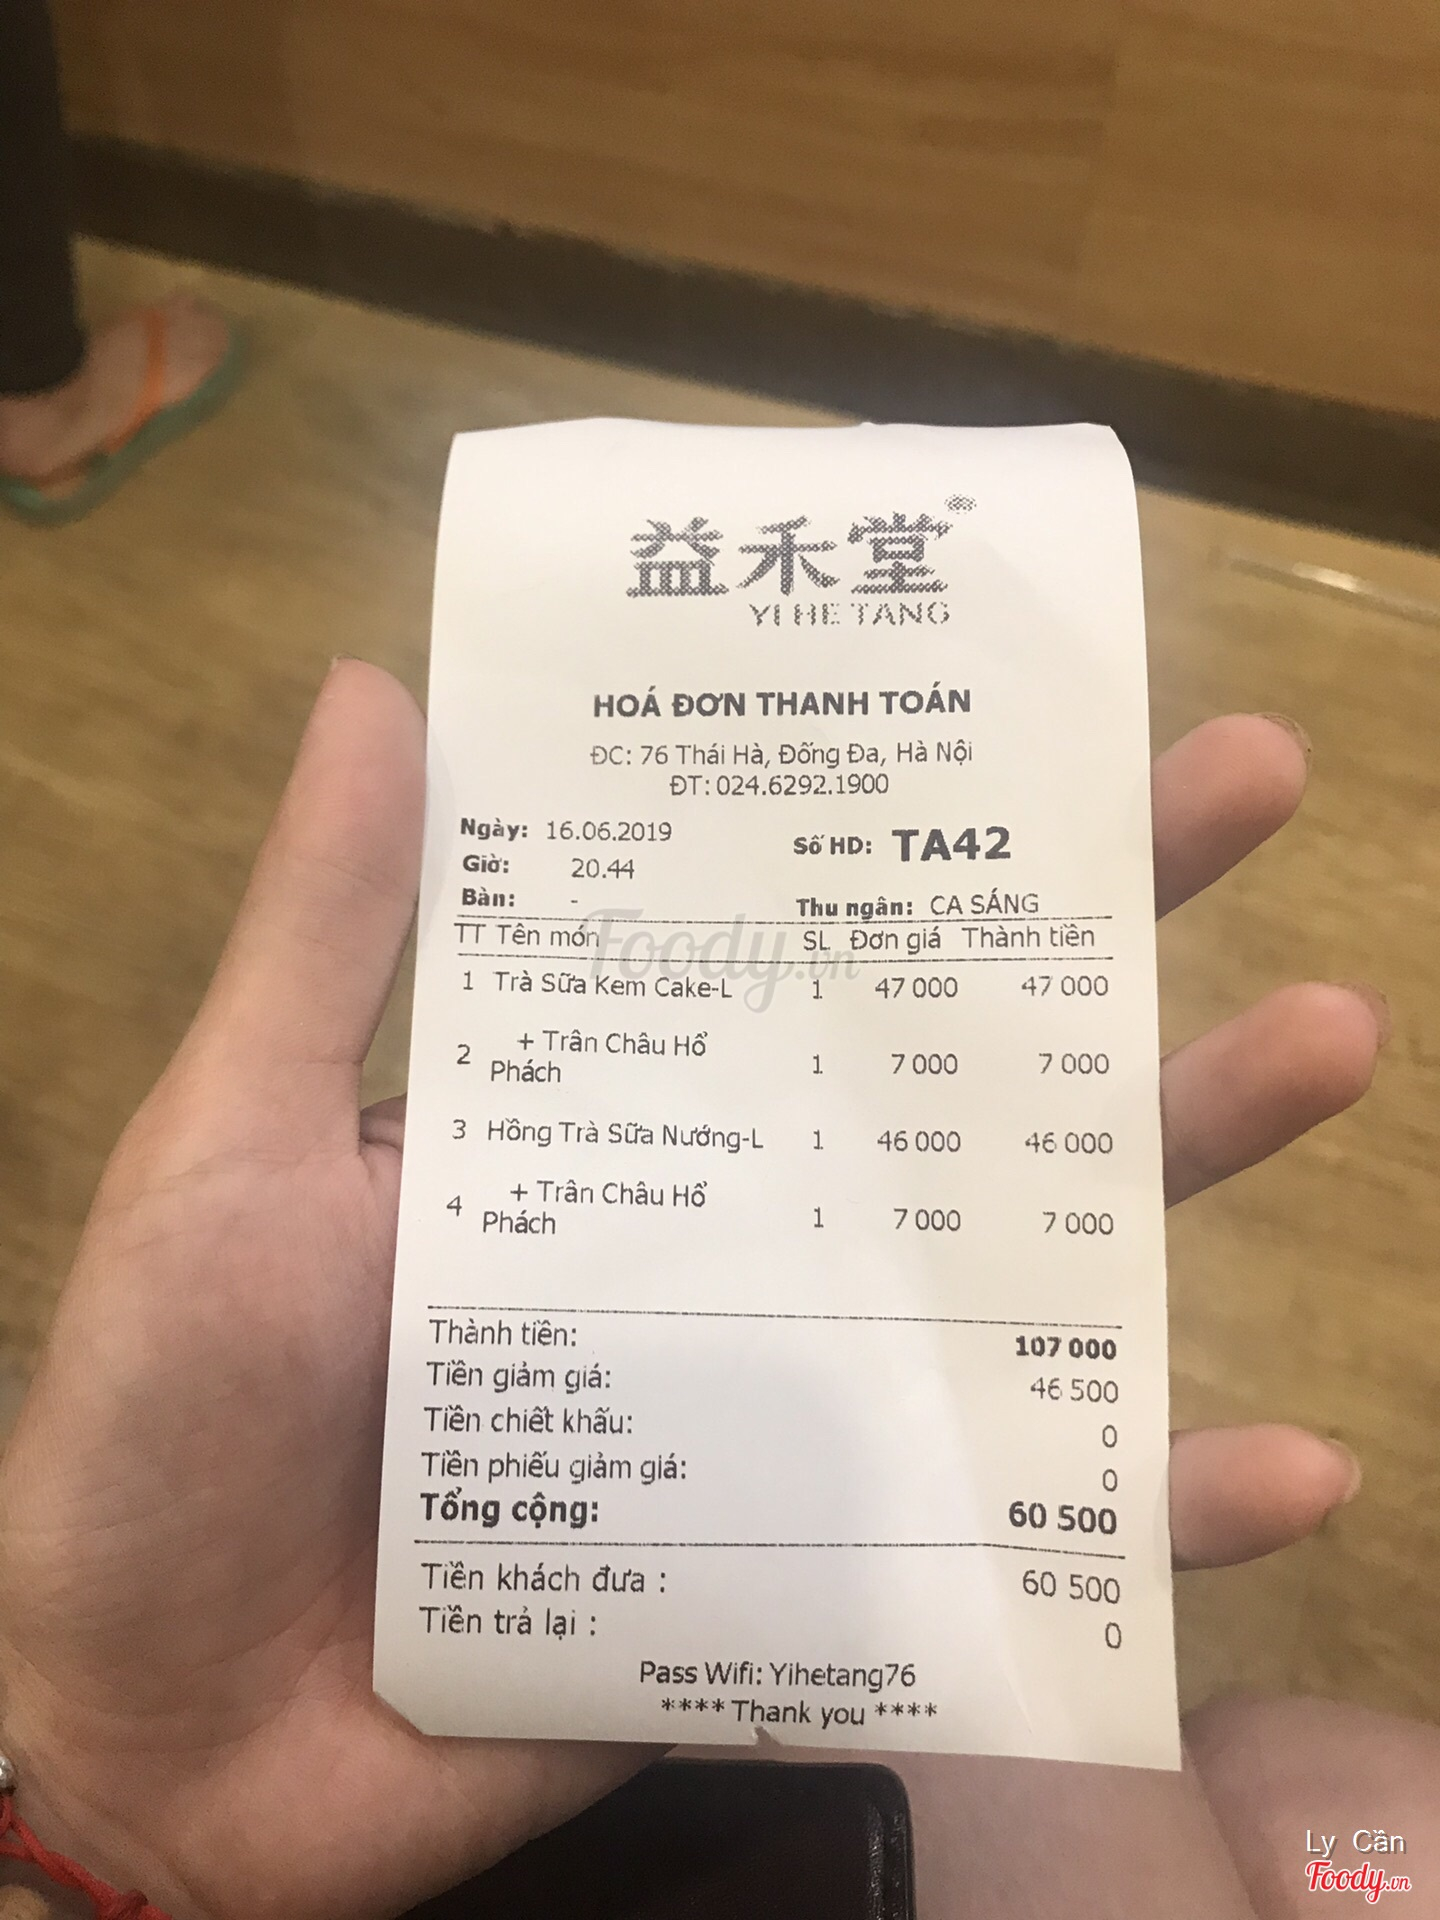 益禾堂
YI HE TANG
HOÁ ĐƠN THANH TOÁN
ĐC: 76 Thái Hà, Đống Đa, Hà Nội
ĐT: 024.6292.1900
Ngày: 16.06.2019 Số HD: TA42
Giờ: 20.44
Bàn: - Thu ngân: CA SÁNG
TT Tên món SL Đơn giá Thành tiền
1 Trà Sữa Kem Cake-L 1 47 000 47 000
2 + Trân Châu Hổ Phách 1 7 000 7 000
3 Hồng Trà Sữa Nướng-L 1 46 000 46 000
4 + Trân Châu Hổ Phách 1 7 000 7 000
Thành tiền: 107 000
Tiền giảm giá: 46 500
Tiền chiết khấu: 0
Tiền phiếu giảm giá: 0
Tổng cộng: 60 500
Tiền khách đưa : 60 500
Tiền trả lại : 0
Pass Wifi: Yihetang76
**** Thank you ****
Foody.vn
Ly Cần
Foody.vn